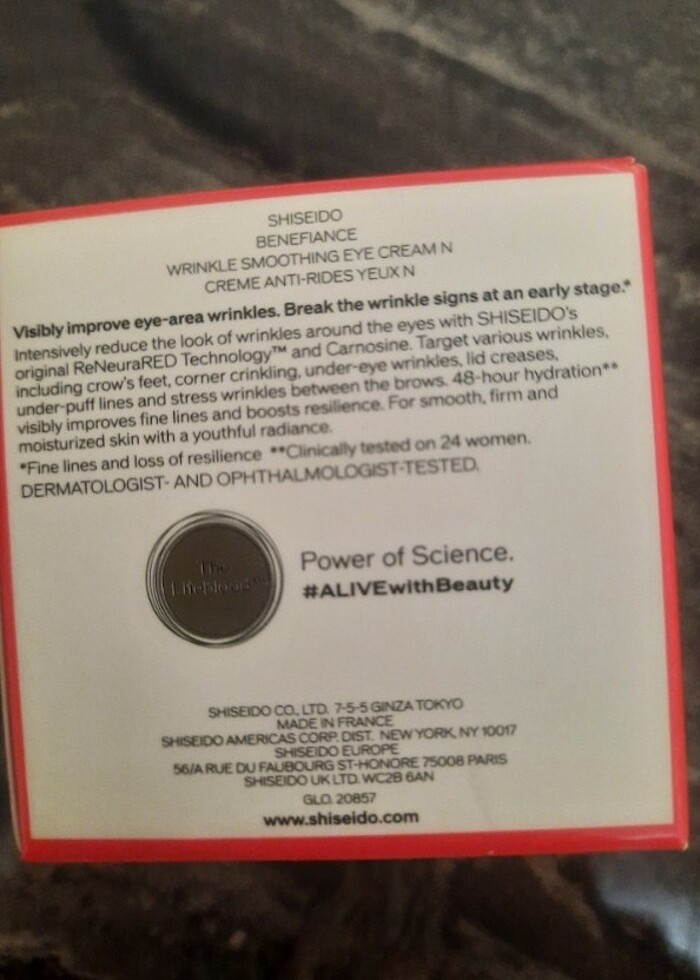 SHISEIDO
BENEFIANCE
WRINKLE SMOOTHING EYE CREAM N
CREME ANTI-RIDES YEUX N
Visibly improve eye-area wrinkles. Break the wrinkle signs at an early stage.*
Intensively reduce the look of wrinkles around the eyes with SHISEIDO's
original ReNeuraRED Technology™ and Carnosine. Target various wrinkles,
including crow's feet, corner crinkling, under-eye wrinkles, lid creases,
under-puff lines and stress wrinkles between the brows. 48-hour hydration**
visibly improves fine lines and boosts resilience. For smooth, firm and
moisturized skin with a youthful radiance.
*Fine lines and loss of resilience **Clinically tested on 24 women.
DERMATOLOGIST- AND OPHTHALMOLOGIST-TESTED.
The
Lifeblood™
Power of Science.
#ALIVEwithBeauty
SHISEIDO CO., LTD. 7-5-5 GINZA TOKYO
MADE IN FRANCE
SHISEIDO AMERICAS CORP. DIST. NEW YORK, NY 10017
SHISEIDO EUROPE
56/A RUE DU FAUBOURG ST-HONORE 75008 PARIS
SHISEIDO UK LTD. WC2B 6AN
GLO. 20857
www.shiseido.com